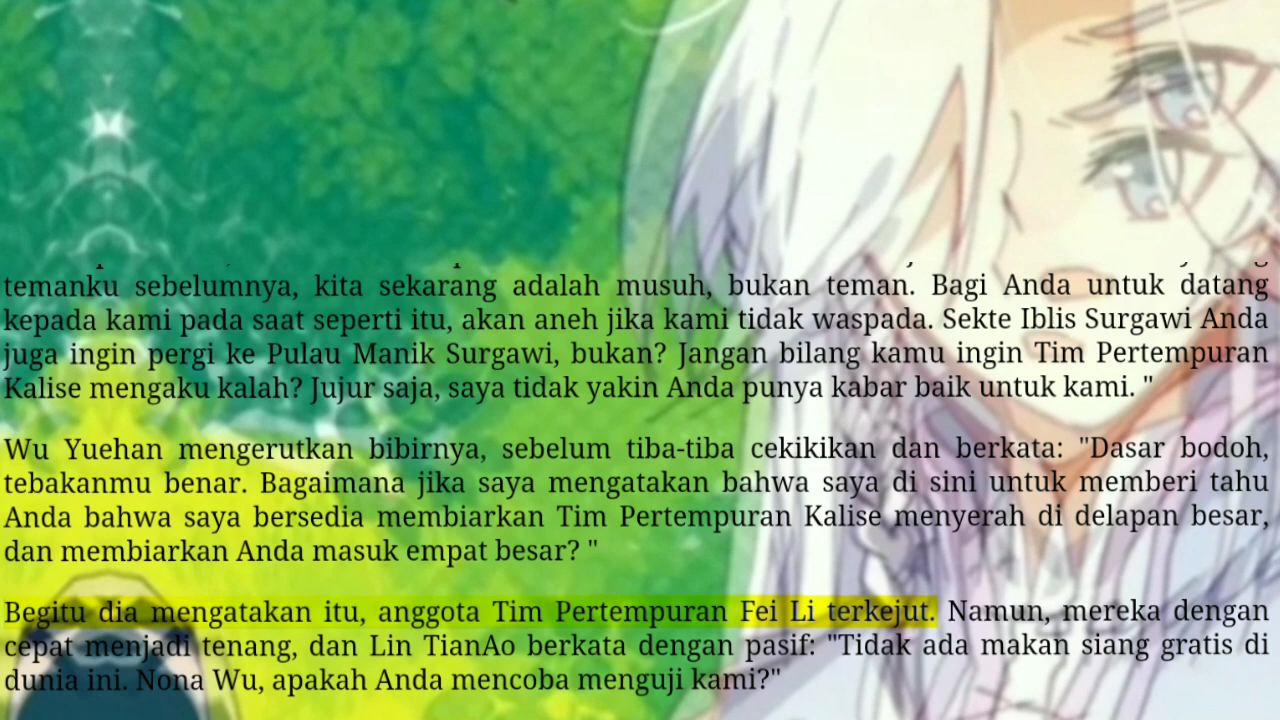 temanku sebelumnya, kita sekarang adalah musuh, bukan teman. Bagi Anda untuk datang
kepada kami pada saat seperti itu, akan aneh jika kami tidak waspada. Sekte Iblis Surgawi Anda
juga ingin pergi ke Pulau Manik Surgawi, bukan? Jangan bilang kamu ingin Tim Pertempuran
Kalise mengaku kalah? Jujur saja, saya tidak yakin Anda punya kabar baik untuk kami. "
Wu Yuehan mengerutkan bibirnya, sebelum tiba-tiba cekikikan dan berkata: "Dasar bodoh,
tebakanmu benar. Bagaimana jika saya mengatakan bahwa saya di sini untuk memberi tahu
Anda bahwa saya bersedia membiarkan Tim Pertempuran Kalise menyerah di delapan besar,
dan membiarkan Anda masuk empat besar? "
Begitu dia mengatakan itu, anggota Tim Pertempuran Fei Li terkejut. Namun, mereka dengan
cepat menjadi tenang, dan Lin TianAo berkata dengan pasif: "Tidak ada makan siang gratis di
dunia ini. Nona Wu, apakah Anda mencoba menguji kami?"